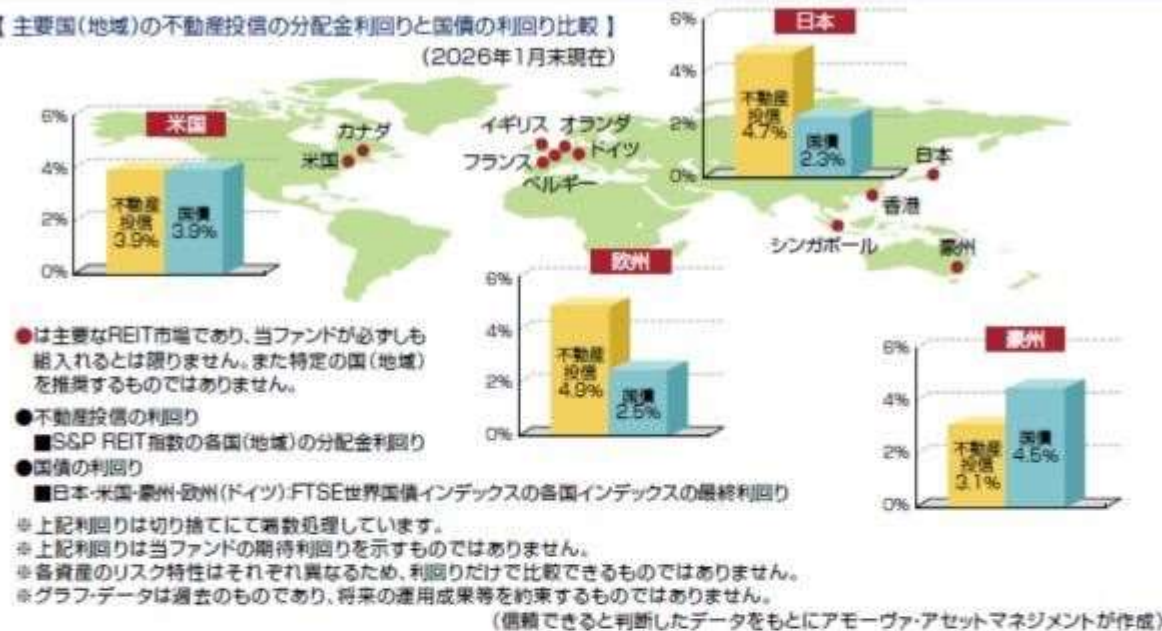 【 主要国(地域)の不動産投信の分配金利回りと国債の利回り比較 】
(2026年1月末現在)
日本
6%
4%
2%
0%
不動産
投信
4.7%
国債
2.3%
米国
6%
4%
2%
0%
不動産
投信
3.9%
国債
3.9%
カナダ
米国
イギリス
オランダ
フランス
ドイツ
ベルギー
日本
香港
シンガポール
豪州
欧州
6%
4%
2%
0%
不動産
投信
4.9%
国債
2.5%
豪州
6%
4%
2%
0%
不動産
投信
3.1%
国債
4.5%
●は主要なREIT市場であり、当ファンドが必ずしも
組入れるとは限りません。また特定の国(地域)
を推奨するものではありません。
●不動産投信の利回り
■S&P REIT指数の各国(地域)の分配金利回り
●国債の利回り
■日本・米国・豪州・欧州(ドイツ):FTSE世界国債インデックスの各国インデックスの最終利回り
※上記利回りは切り捨てにて端数処理しています。
※上記利回りは当ファンドの期待利回りを示すものではありません。
※各資産のリスク特性はそれぞれ異なるため、利回りだけで比較できるものではありません。
※グラフ・データは過去のものであり、将来の運用成果等を約束するものではありません。
(信頼できると判断したデータをもとにアモーヴァ・アセットマネジメントが作成)